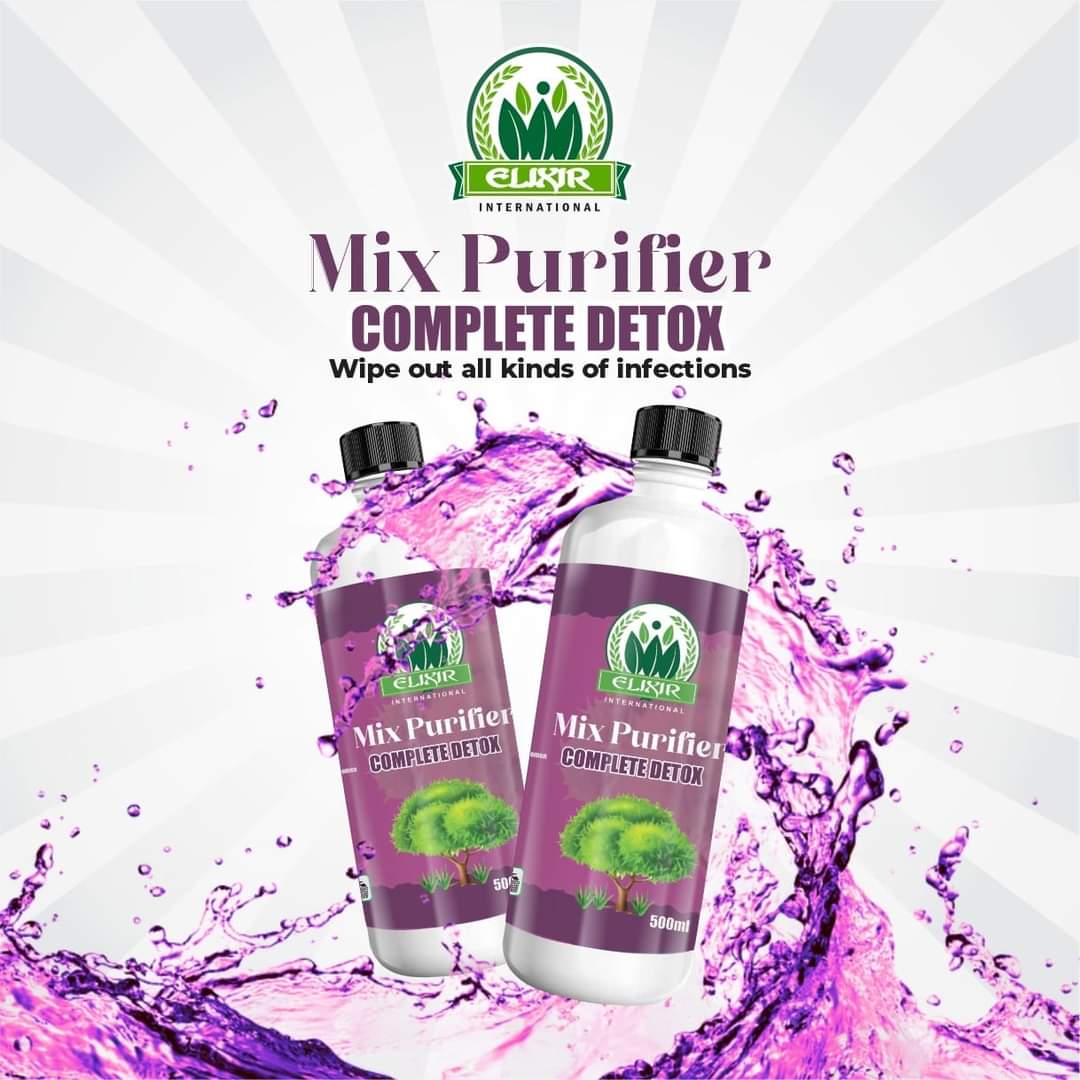 ELIXIR
INTERNATIONAL
Mix Purifier
COMPLETE DETOX
Wipe out all kinds of infections
ELIXIR
INTERNATIONAL
Mix Purifier
COMPLETE DETOX
ELIXIR
INTERNATIONAL
Mix Purifier
COMPLETE DETOX
500ml